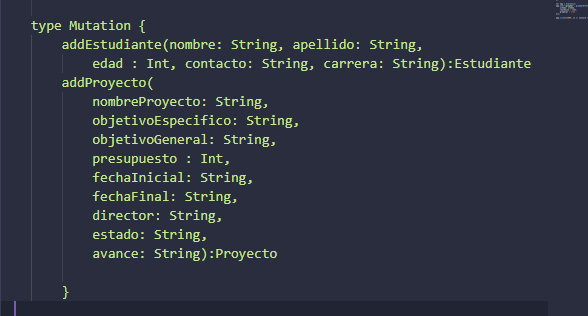 type Mutation {
addEstudiante(nombre: String, apellido: String,
edad : Int, contacto: String, carrera: String):Estudiante
addProyecto(
nombreProyecto: String,
objetivoEspecifico: String,
objetivoGeneral: String,
presupuesto : Int,
fechaInicial: String,
fechaFinal: String,
director: String,
estado: String,
avance: String):Proyecto
}